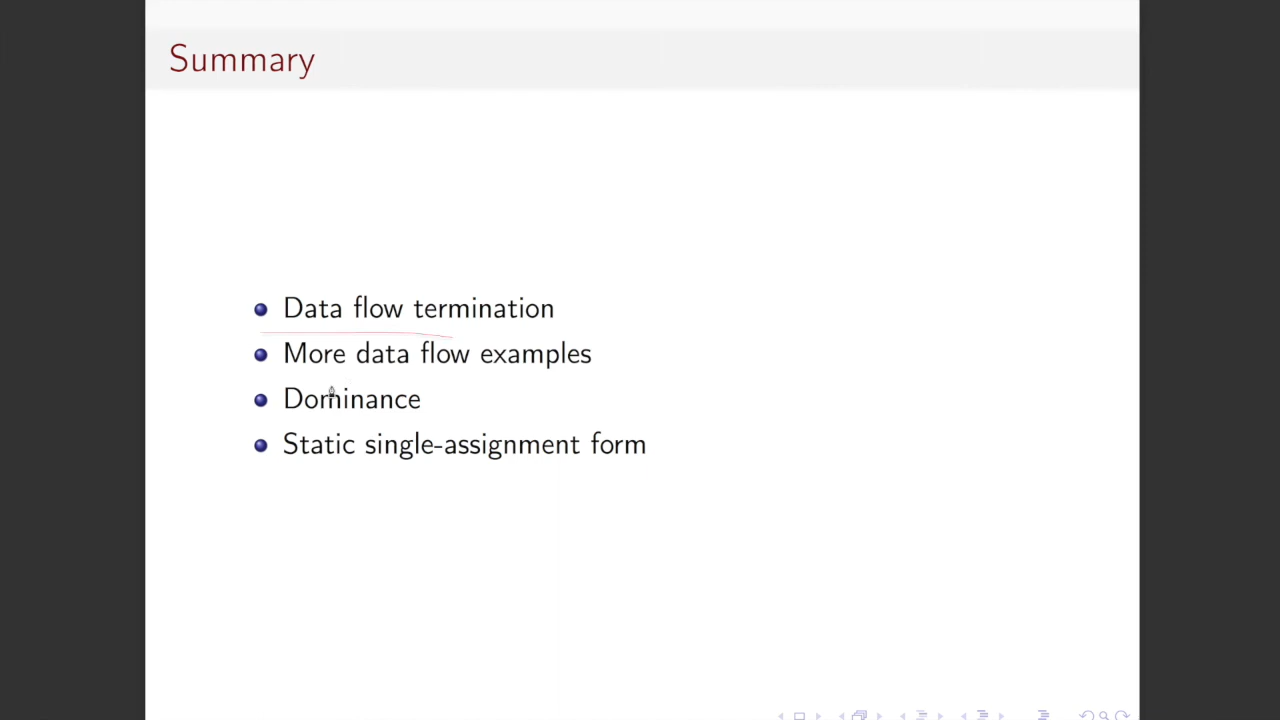 Summary
Data flow termination
More data flow examples
Dominance
Static single-assignment form